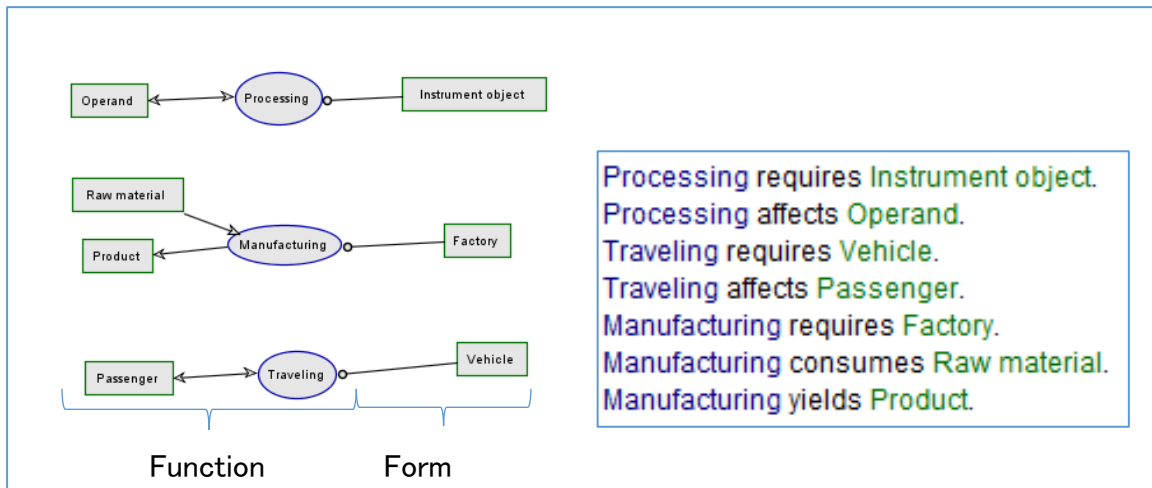 Operand
Processing
Instrument object
Raw material
Product
Manufacturing
Factory
Passenger
Traveling
Vehicle
Function
Form
Processing requires Instrument object.
Processing affects Operand.
Traveling requires Vehicle.
Traveling affects Passenger.
Manufacturing requires Factory.
Manufacturing consumes Raw material.
Manufacturing yields Product.